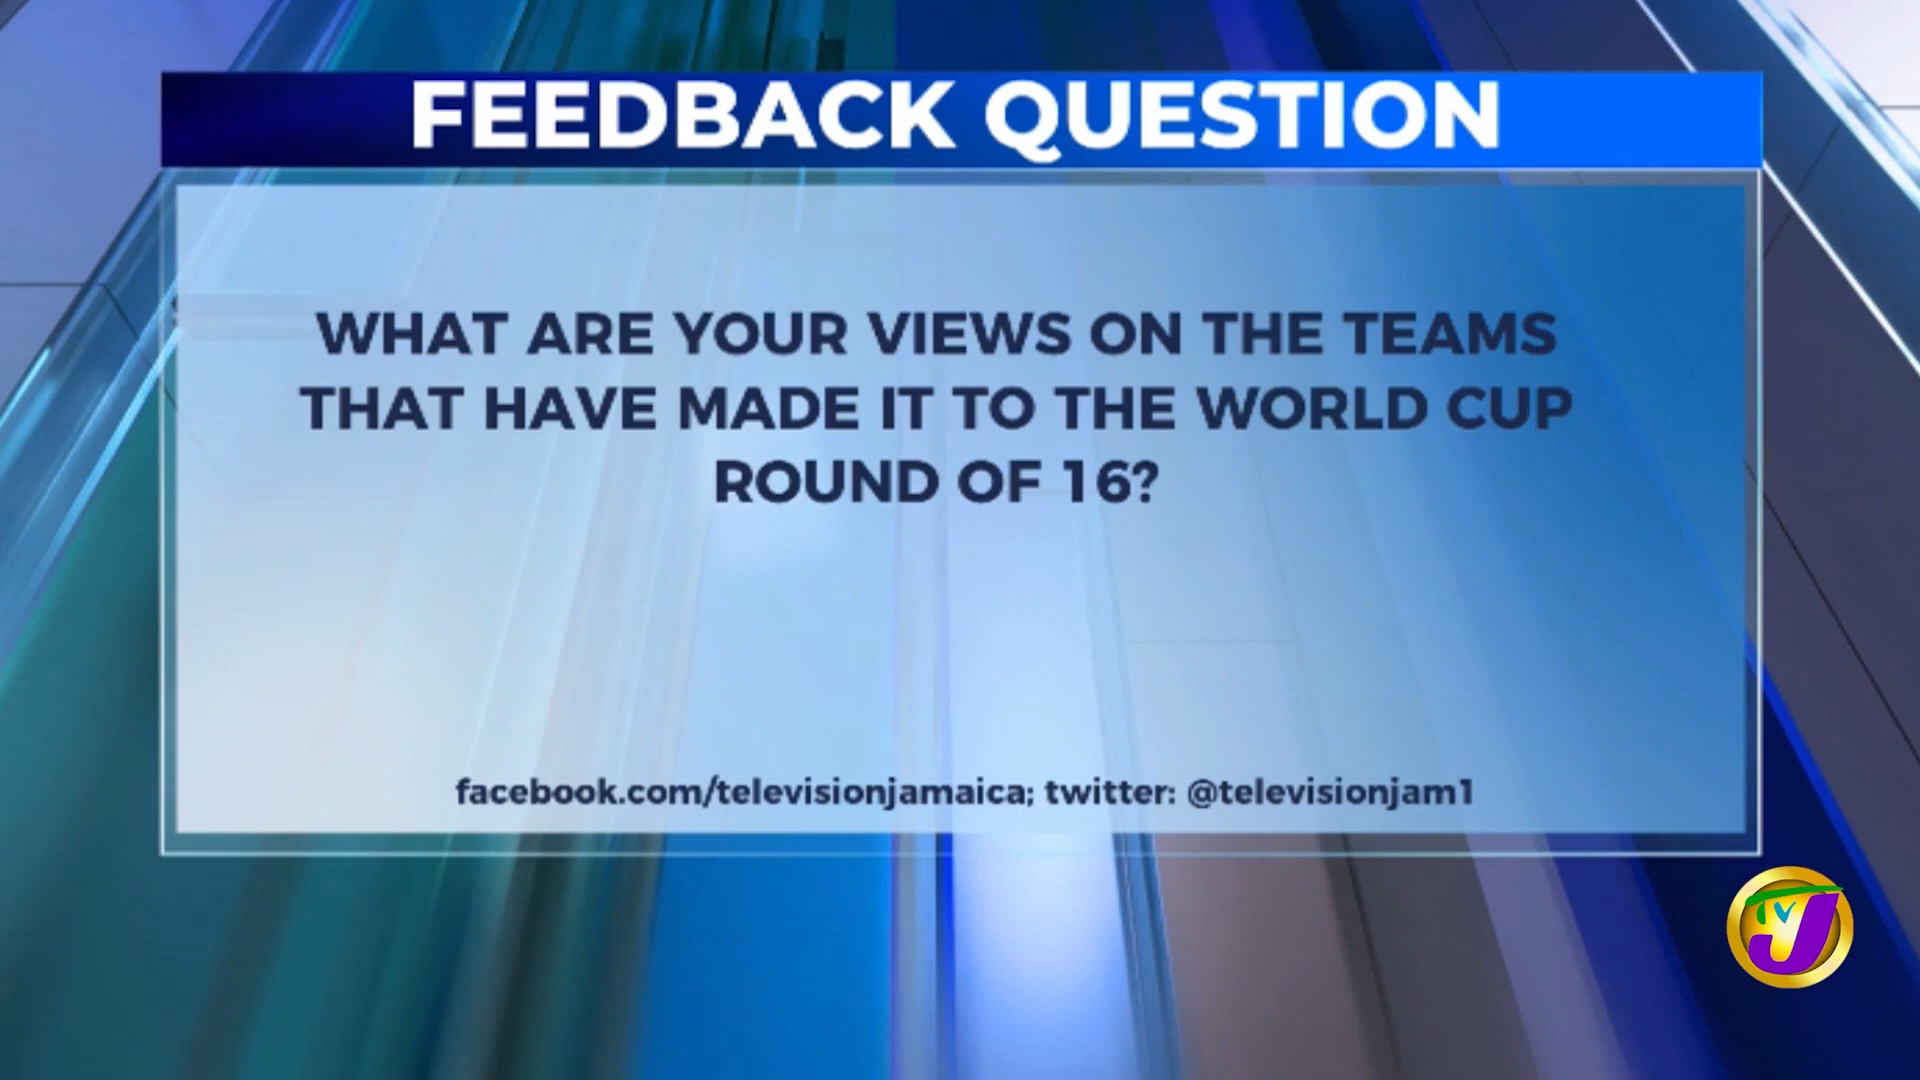 FEEDBACK QUESTION
WHAT ARE YOUR VIEWS ON THE TEAMS
THAT HAVE MADE IT TO THE WORLD CUP
ROUND OF 16?
facebook.com/televisionjamaica; twitter: @televisionjam1
TVJ